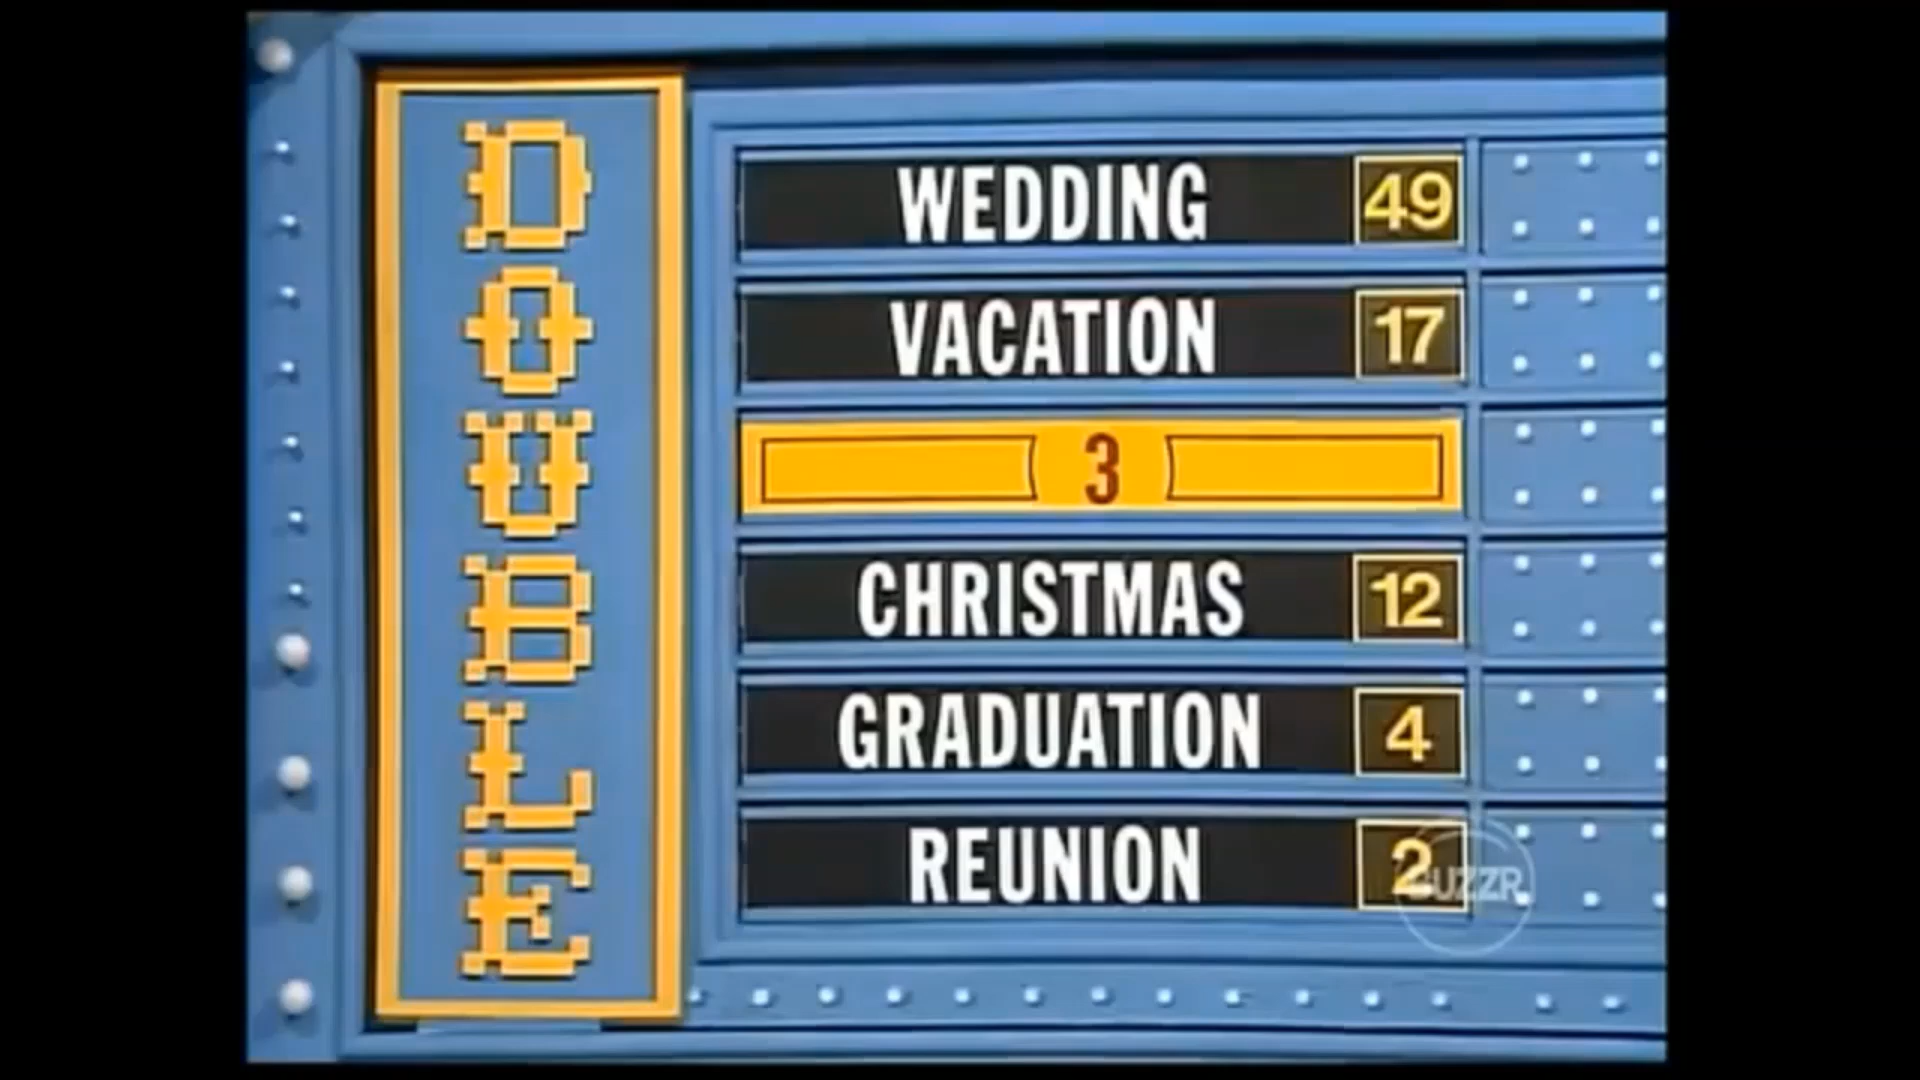 DOUBLE
WEDDING 49
VACATION 17
3
CHRISTMAS 12
GRADUATION 4
REUNION 2
BUZZR